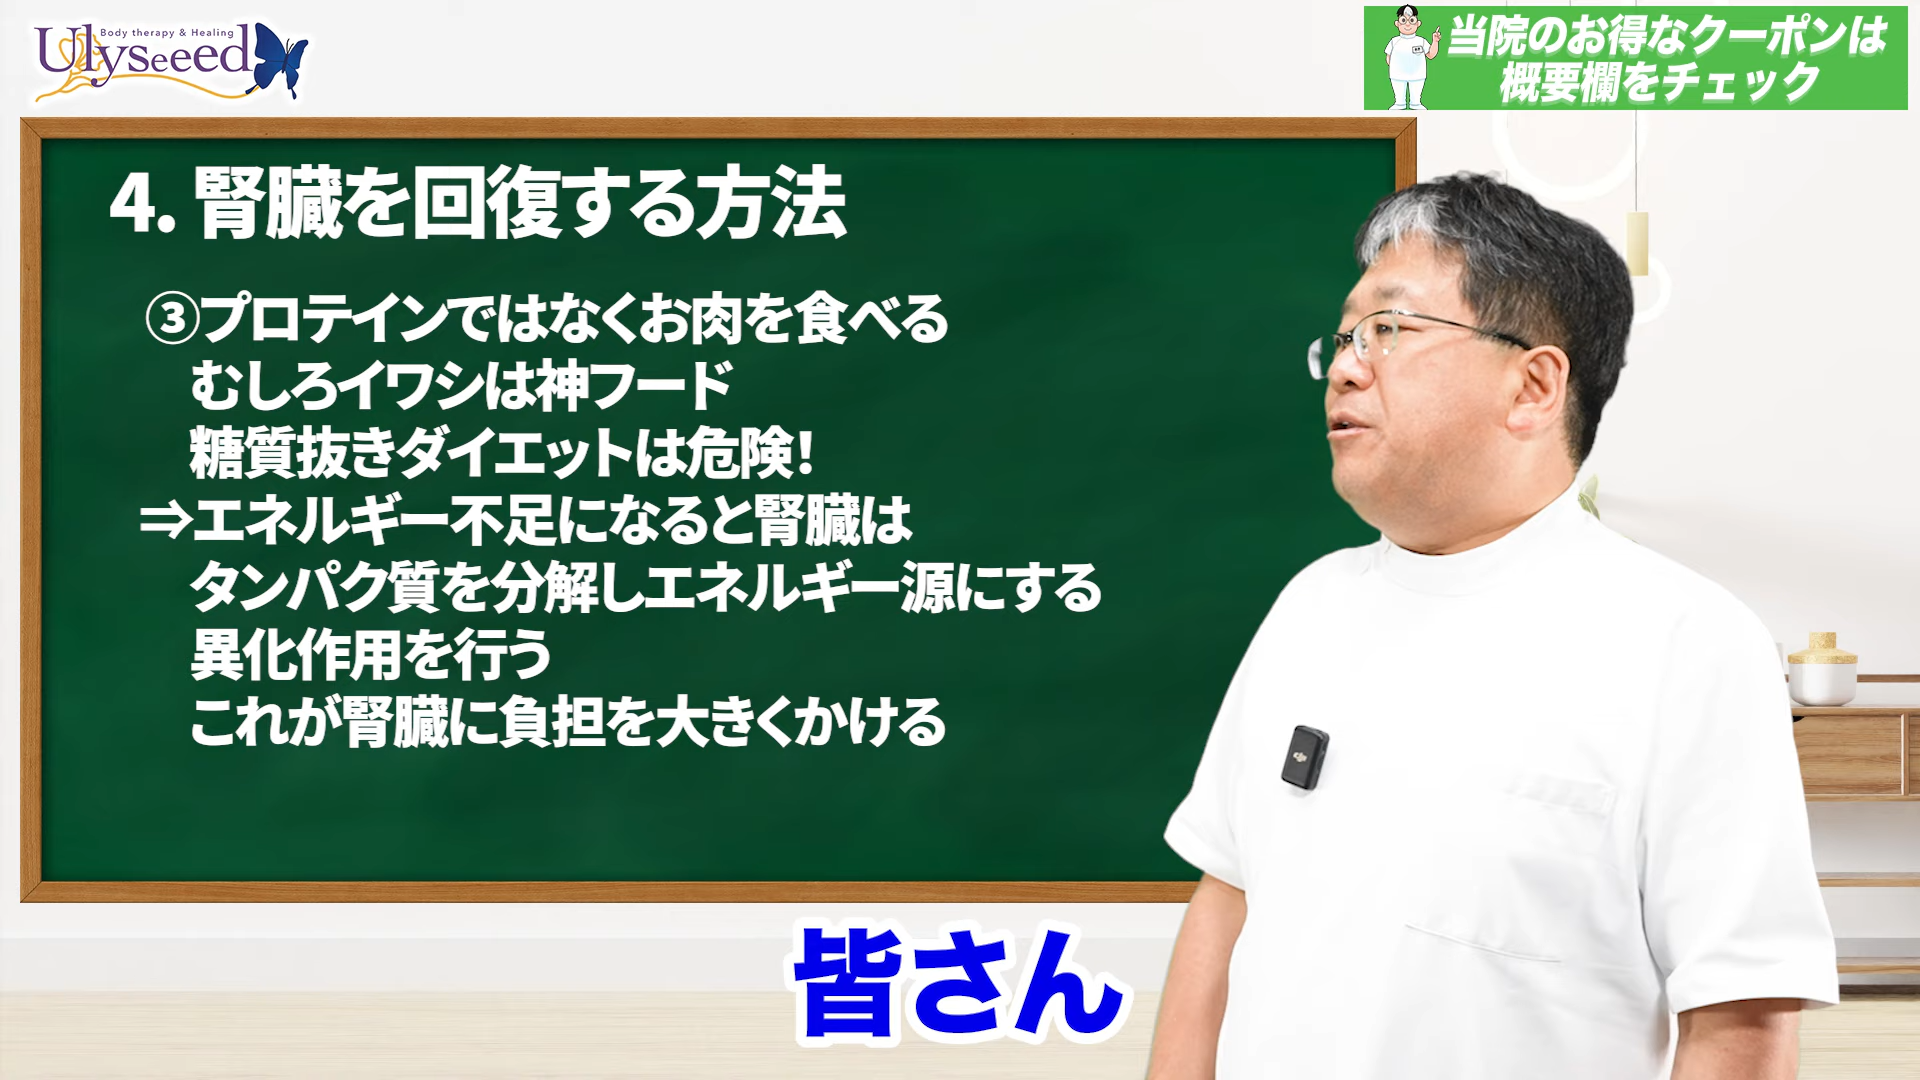 Body therapy & Healing
Ulyseeed
当院のお得なクーポンは
概要欄をチェック
4. 腎臓を回復する方法
③プロテインではなくお肉を食べる
むしろイワシは神フード
糖質抜きダイエットは危険!
⇒エネルギー不足になると腎臓は
タンパク質を分解しエネルギー源にする
異化作用を行う
これが腎臓に負担を大きくかける
皆さん